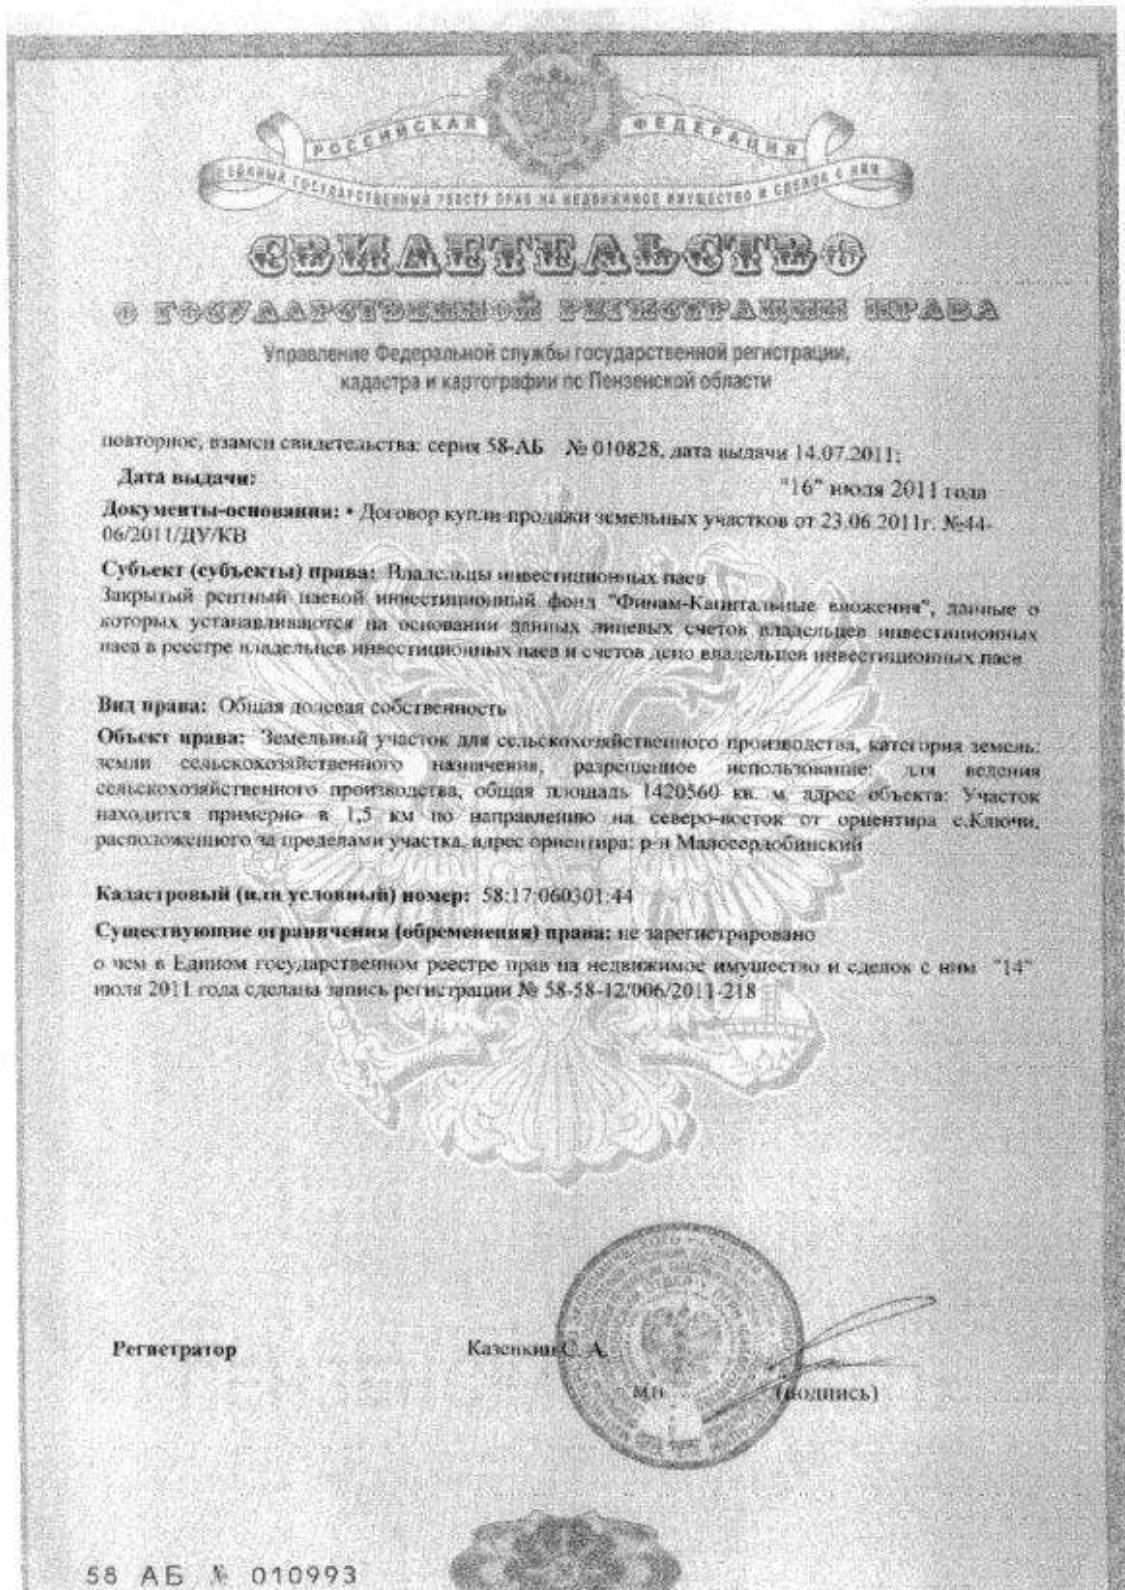 РОССИЙСКАЯ ФЕДЕРАЦИЯ
ЕДИНЫЙ ГОСУДАРСТВЕННЫЙ РЕЕСТР ПРАВ НА НЕДВИЖИМОЕ ИМУЩЕСТВО И СДЕЛОК С НИМ
СВИДЕТЕЛЬСТВО
О ГОСУДАРСТВЕННОЙ РЕГИСТРАЦИИ ПРАВА
Управление Федеральной службы государственной регистрации,
кадастра и картографии по Пензенской области
повторное, взамен свидетельства: серия 58-АБ № 010828, дата выдачи 14.07.2011;
Дата выдачи: "16" июля 2011 года
Документы-основания: • Договор купли-продажи земельных участков от 23.06.2011г. №44-
06/2011/ДУ/КВ
Субъект (субъекты) права: Владельцы инвестиционных паев
Закрытый рентный паевой инвестиционный фонд "Финам-Капитальные вложения", данные о
которых устанавливаются на основании данных лицевых счетов владельцев инвестиционных
паев в реестре владельцев инвестиционных паев и счетов депо владельцев инвестиционных паев
Вид права: Общая долевая собственность
Объект права: Земельный участок для сельскохозяйственного производства, категория земель:
земли сельскохозяйственного назначения, разрешенное использование: для ведения
сельскохозяйственного производства, общая площадь 1420560 кв. м, адрес объекта: Участок
находится примерно в 1,5 км по направлению на северо-восток от ориентира с.Ключи,
расположенного за пределами участка, адрес ориентира: р-н Малосердобинский
Кадастровый (или условный) номер: 58:17:060301:44
Существующие ограничения (обременения) права: не зарегистрировано
о чем в Едином государственном реестре прав на недвижимое имущество и сделок с ним "14"
июля 2011 года сделана запись регистрации № 58-58-12/006/2011-218
Регистратор Казенкин С. А.
(подпись)
58 АБ № 010993